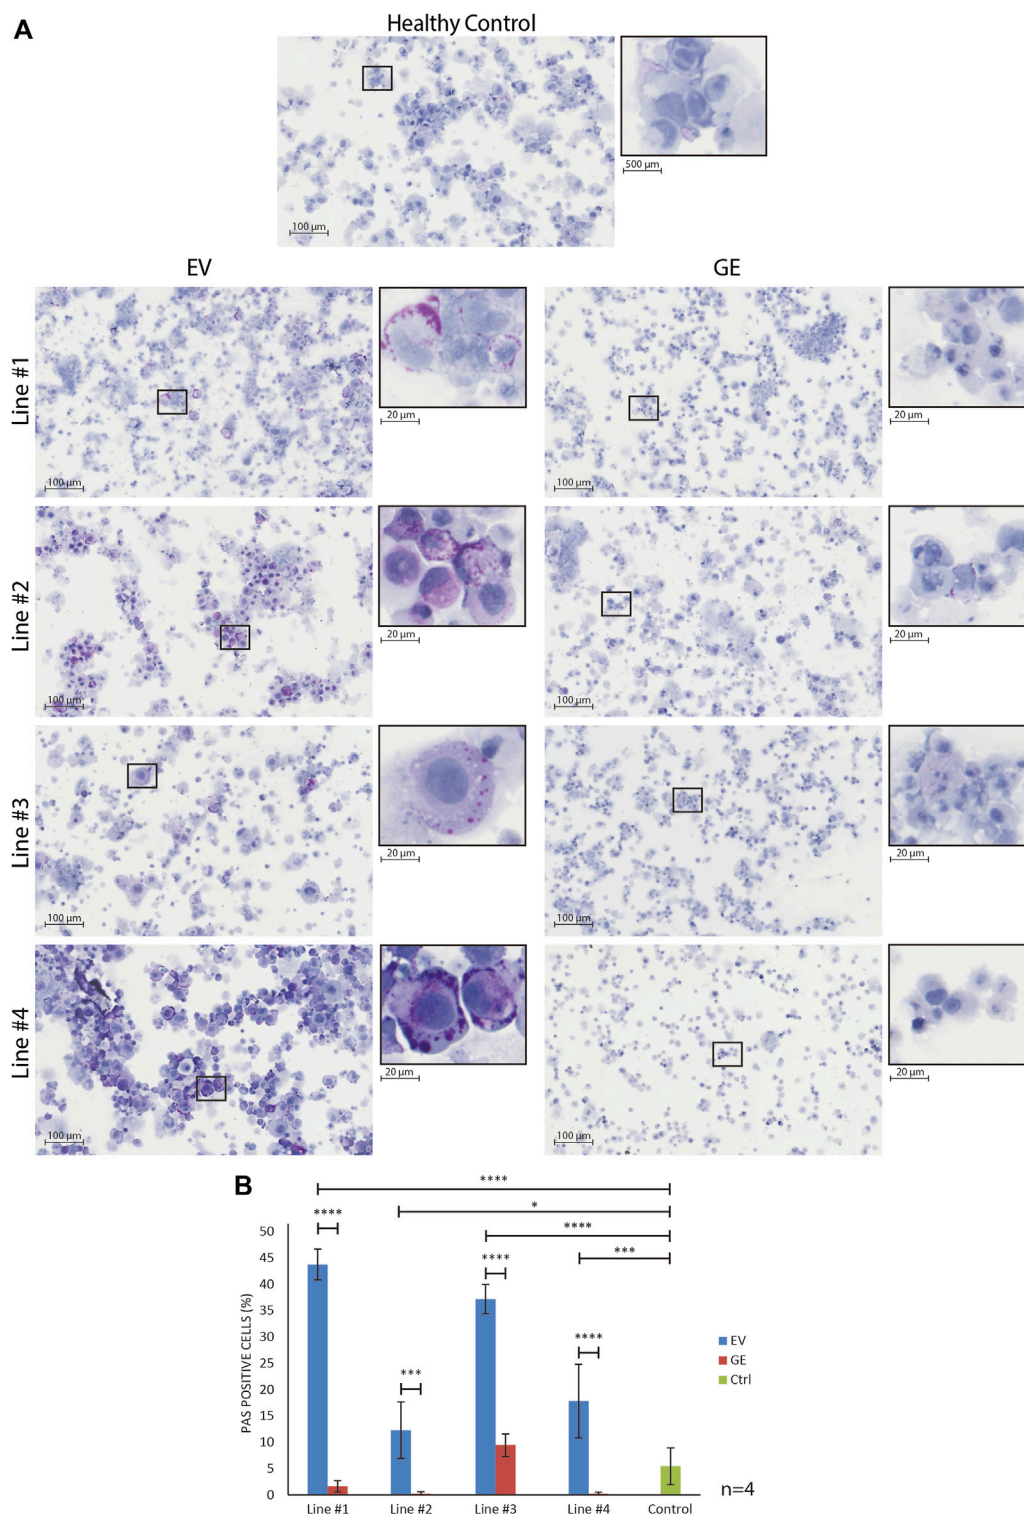 A
Healthy Control
100 µm
500 µm
EV
GE
Line #1
100 µm
20 µm
100 µm
20 µm
Line #2
100 µm
20 µm
100 µm
20 µm
Line #3
100 µm
20 µm
100 µm
20 µm
Line #4
100 µm
20 µm
100 µm
20 µm
B
****
*
****
***
****
***
****
****
PAS POSITIVE CELLS (%)
50
45
40
35
30
25
20
15
10
5
0
Line #1
Line #2
Line #3
Line #4
Control
EV
GE
Ctrl
n=4